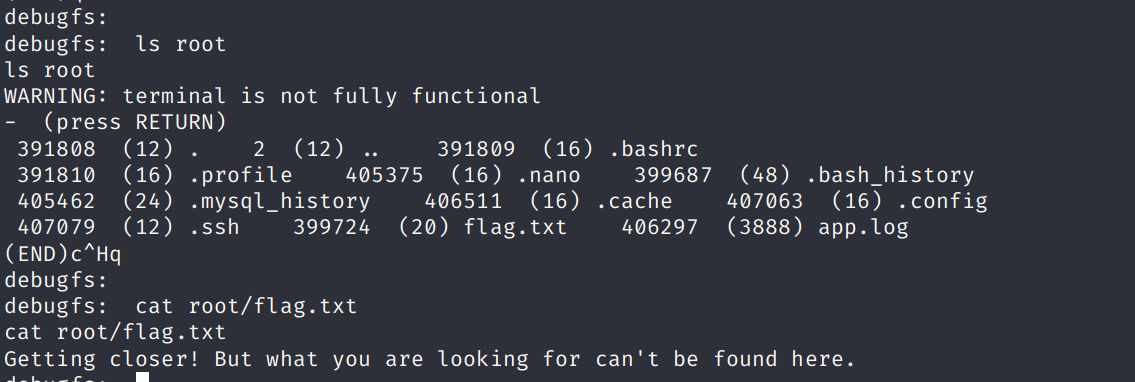 debugfs:
debugfs:  ls root
ls root
WARNING: terminal is not fully functional
-  (press RETURN)
 391808  (12) .    2  (12) ..    391809  (16) .bashrc
 391810  (16) .profile    405375  (16) .nano    399687  (48) .bash_history
 405462  (24) .mysql_history    406511  (16) .cache    407063  (16) .config
 407079  (12) .ssh    399724  (20) flag.txt    406297  (3888) app.log
(END)c^Hq
debugfs:
debugfs:  cat root/flag.txt
cat root/flag.txt
Getting closer! But what you are looking for can't be found here.
debugfs: